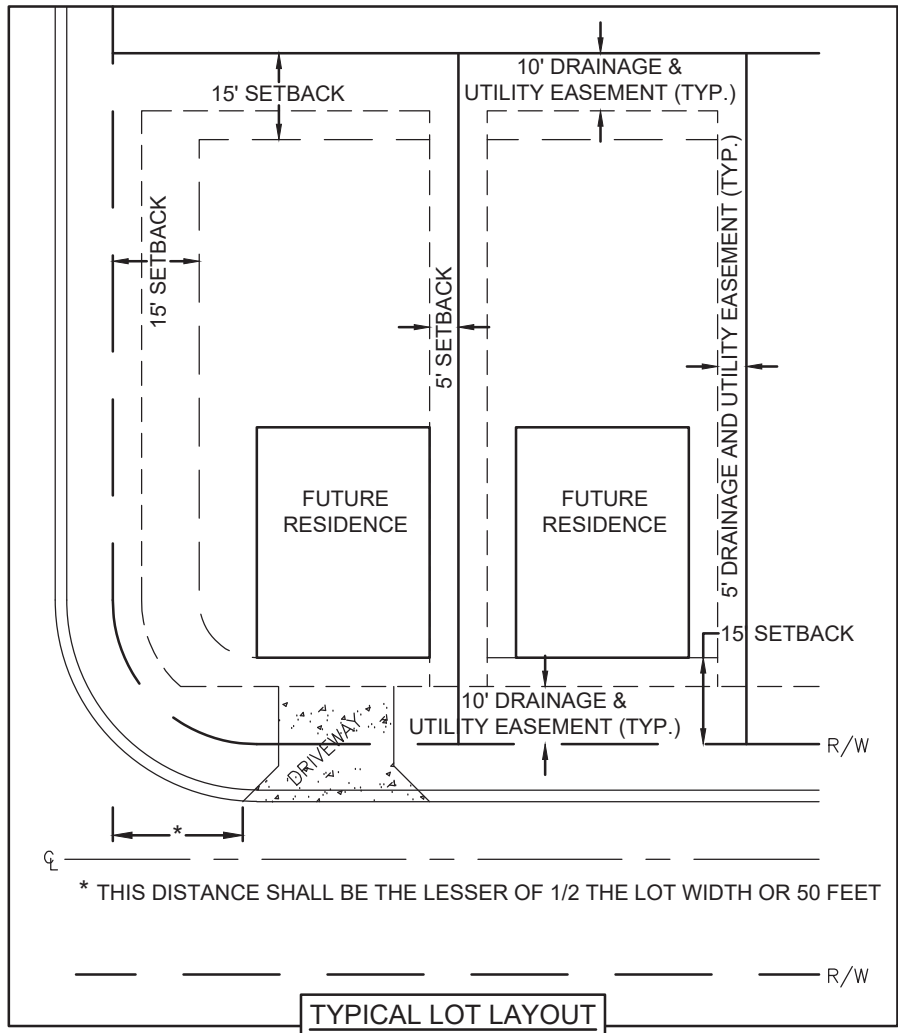 10' DRAINAGE &
UTILITY EASEMENT (TYP.)
15' SETBACK
15' SETBACK
5' SETBACK
5' DRAINAGE AND UTILITY EASEMENT (TYP.)
FUTURE
RESIDENCE
FUTURE
RESIDENCE
15' SETBACK
10' DRAINAGE &
UTILITY EASEMENT (TYP.)
DRIVEWAY
R/W
*
℄
* THIS DISTANCE SHALL BE THE LESSER OF 1/2 THE LOT WIDTH OR 50 FEET
R/W
TYPICAL LOT LAYOUT